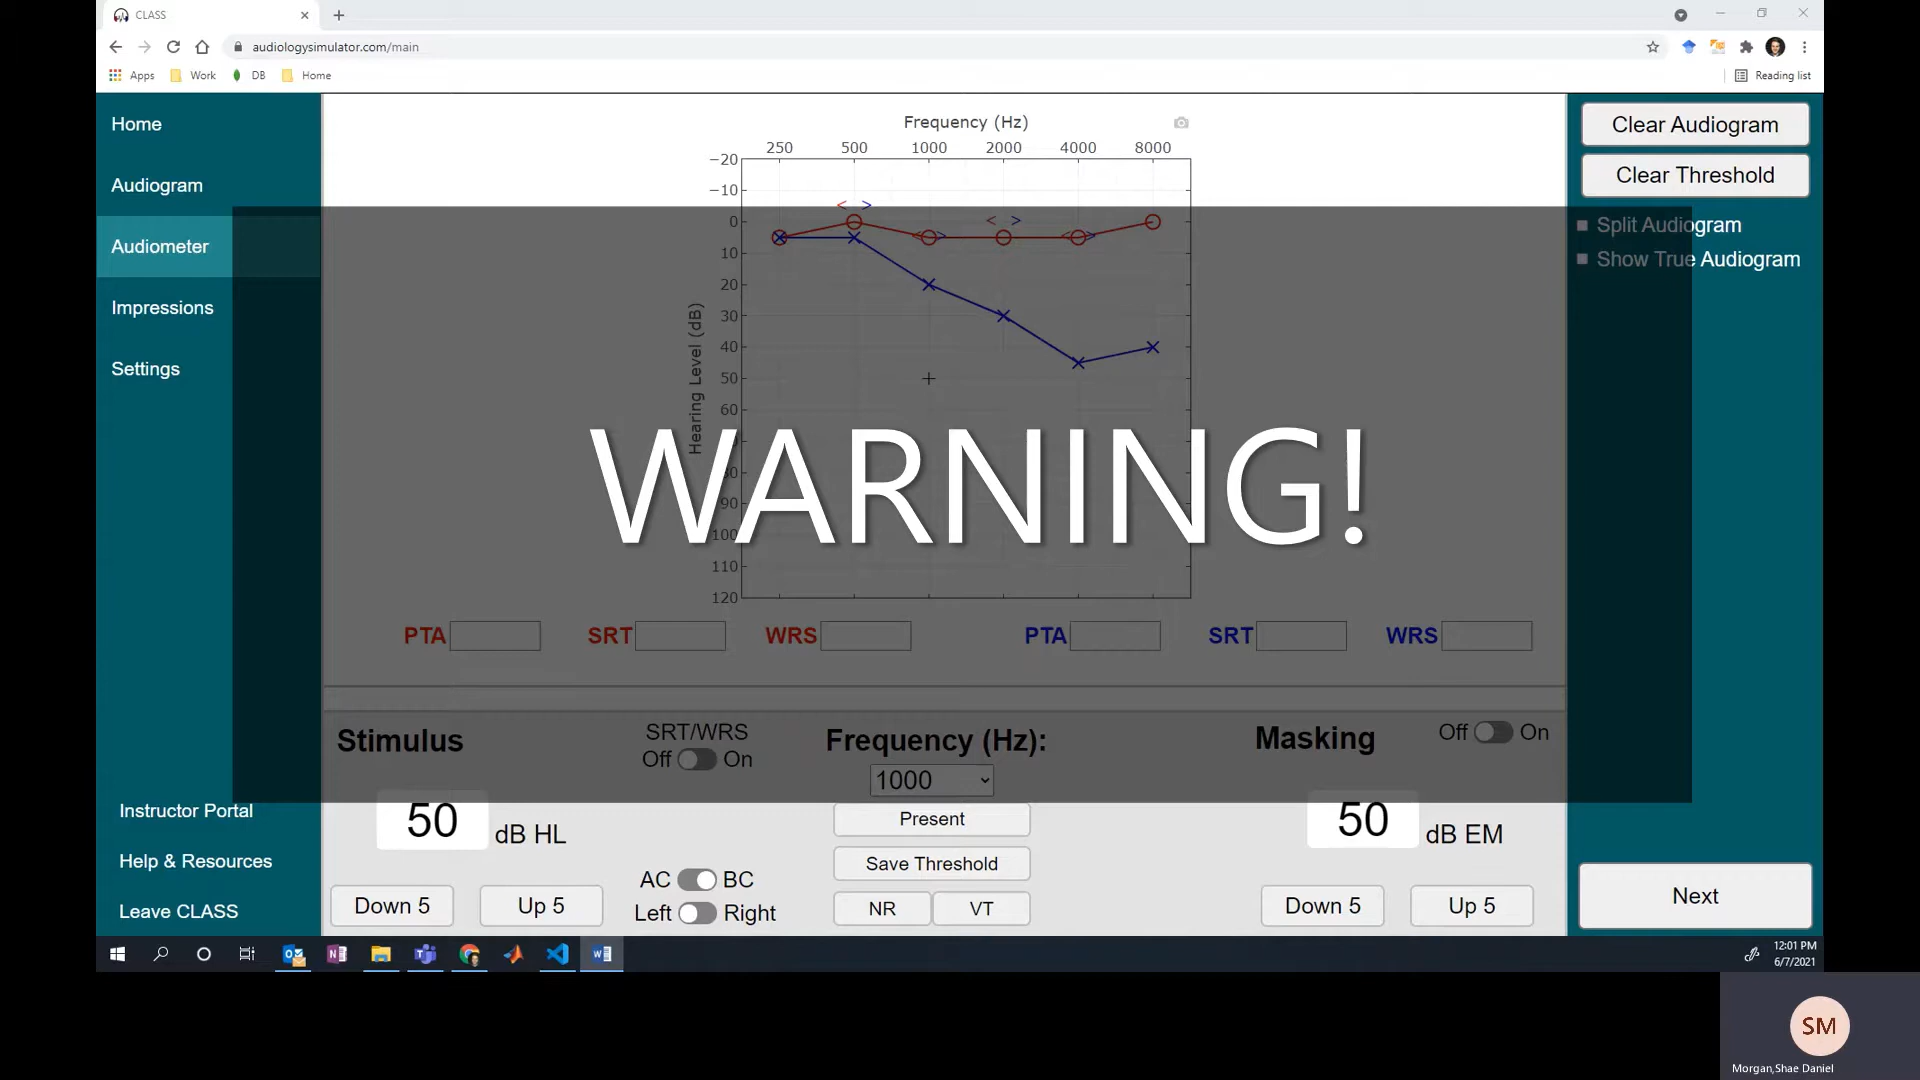 CLASS
audiologysimulator.com/main
Apps Work DB Home Reading list
Home
Audiogram
Audiometer
Impressions
Settings
Instructor Portal
Help & Resources
Leave CLASS
Frequency (Hz)
250 500 1000 2000 4000 8000
Hearing Level (dB)
−20
−10
0
10
20
30
40
50
60
80
90
100
110
120
WARNING!
PTA SRT WRS PTA SRT WRS
Stimulus
SRT/WRS
Off On
Frequency (Hz):
1000
Masking
Off On
50 dB HL
Present
50 dB EM
Save Threshold
AC BC
Down 5 Up 5
Left Right
NR VT
Down 5 Up 5
Clear Audiogram
Clear Threshold
Split Audiogram
Show True Audiogram
Next
12:01 PM
6/7/2021
SM
Morgan,Shae Daniel